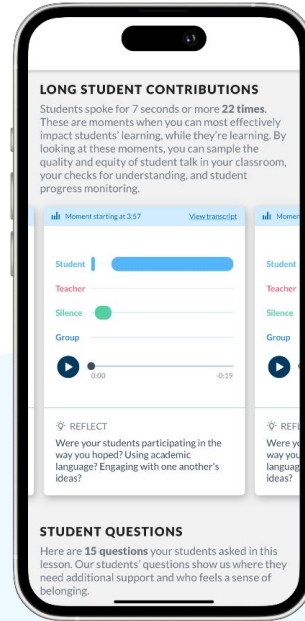 LONG STUDENT CONTRIBUTIONS
Students spoke for 7 seconds or more 22 times.
These are moments when you can most effectively
impact students' learning, while they're learning. By
looking at these moments, you can sample the
quality and equity of student talk in your classroom,
your checks for understanding, and student
progress monitoring.
Moment starting at 3:57 View transcript
Student
Teacher
Silence
Group
0:00 -0:19
REFLECT
Were your students participating in the
way you hoped? Using academic
language? Engaging with one another's
ideas?
Student
Teacher
Silence
Group
Were
way you
ideas?
STUDENT QUESTIONS
Here are 15 questions your students asked in this
lesson. Our students' questions show us where they
need additional support and who feels a sense of
belonging.